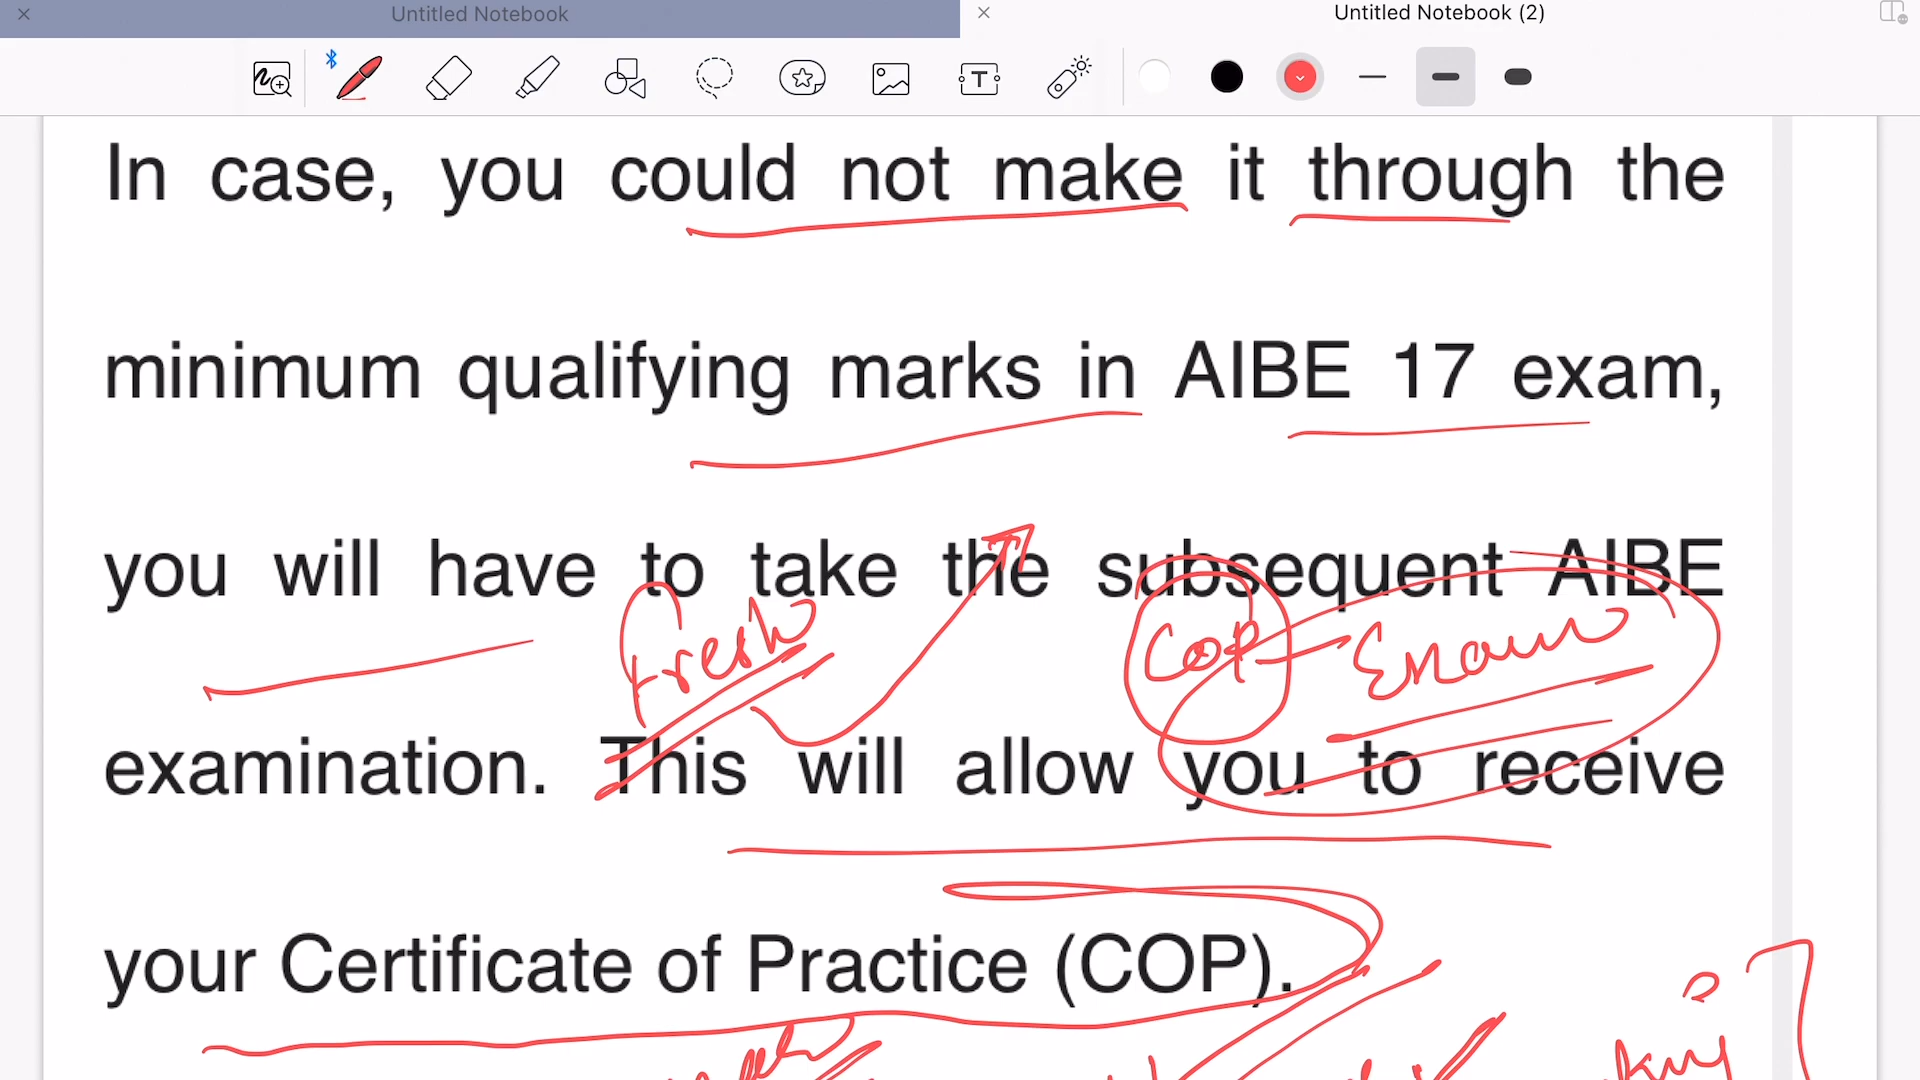 Untitled Notebook
Untitled Notebook (2)
T
In case, you could not make it through the
minimum qualifying marks in AIBE 17 exam,
you will have to take the subsequent AIBE
Fresh
COP
Exam
examination. This will allow you to receive
your Certificate of Practice (COP).